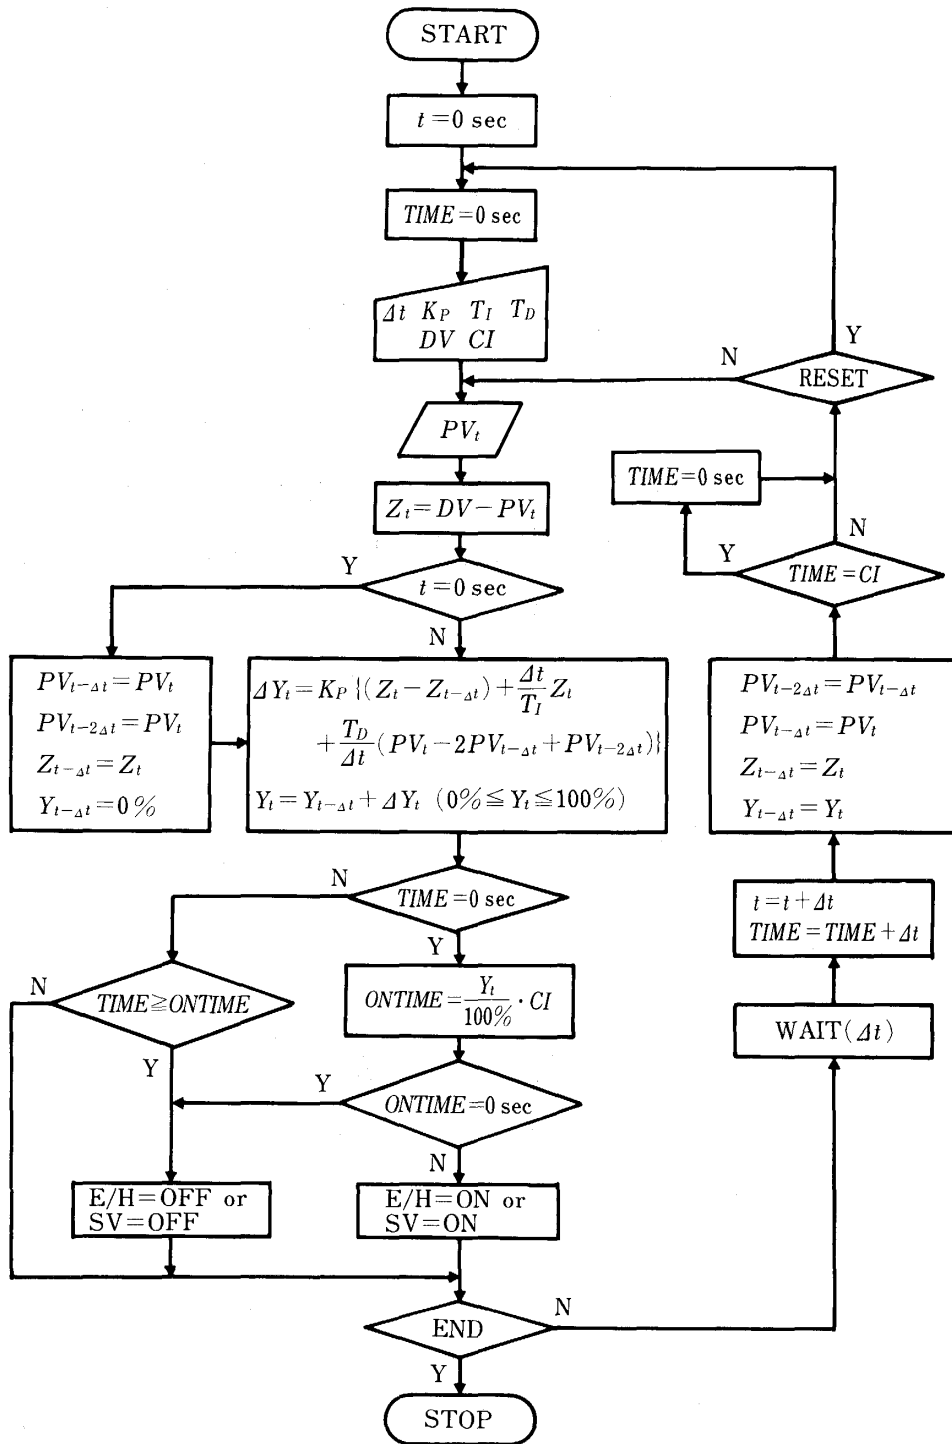 START
t=0 sec
TIME=0 sec
Δt K_P T_I T_D
DV CI
Y
N
RESET
PV_t
TIME=0 sec
Z_t=DV−PV_t
N
Y
TIME=CI
Y
t=0 sec
N
PV_{t−Δt}=PV_t
PV_{t−2Δt}=PV_t
Z_{t−Δt}=Z_t
Y_{t−Δt}=0%
ΔY_t=K_P{(Z_t−Z_{t−Δt})+Δt/T_I Z_t
+T_D/Δt(PV_t−2PV_{t−Δt}+PV_{t−2Δt})}
Y_t=Y_{t−Δt}+ΔY_t (0%≦Y_t≦100%)
PV_{t−2Δt}=PV_{t−Δt}
PV_{t−Δt}=PV_t
Z_{t−Δt}=Z_t
Y_{t−Δt}=Y_t
N
TIME=0 sec
Y
t=t+Δt
TIME=TIME+Δt
N
TIME≧ONTIME
Y
ONTIME=Y_t/100%·CI
WAIT(Δt)
Y
ONTIME=0 sec
N
E/H=OFF or
SV=OFF
E/H=ON or
SV=ON
END
N
Y
STOP